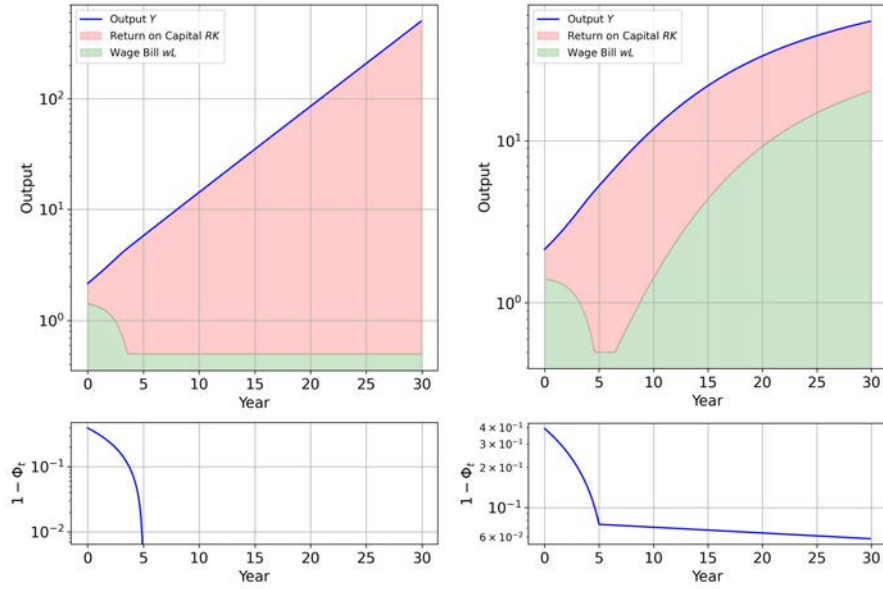 Output Y
Return on Capital RK
Wage Bill wL
10²
10¹
10⁰
Output
0 5 10 15 20 25 30
Year
10⁻¹
10⁻²
1 − Φt
0 5 10 15 20 25 30
Year
Output Y
Return on Capital RK
Wage Bill wL
10¹
10⁰
Output
0 5 10 15 20 25 30
Year
4 × 10⁻¹
3 × 10⁻¹
2 × 10⁻¹
10⁻¹
6 × 10⁻²
1 − Φt
0 5 10 15 20 25 30
Year